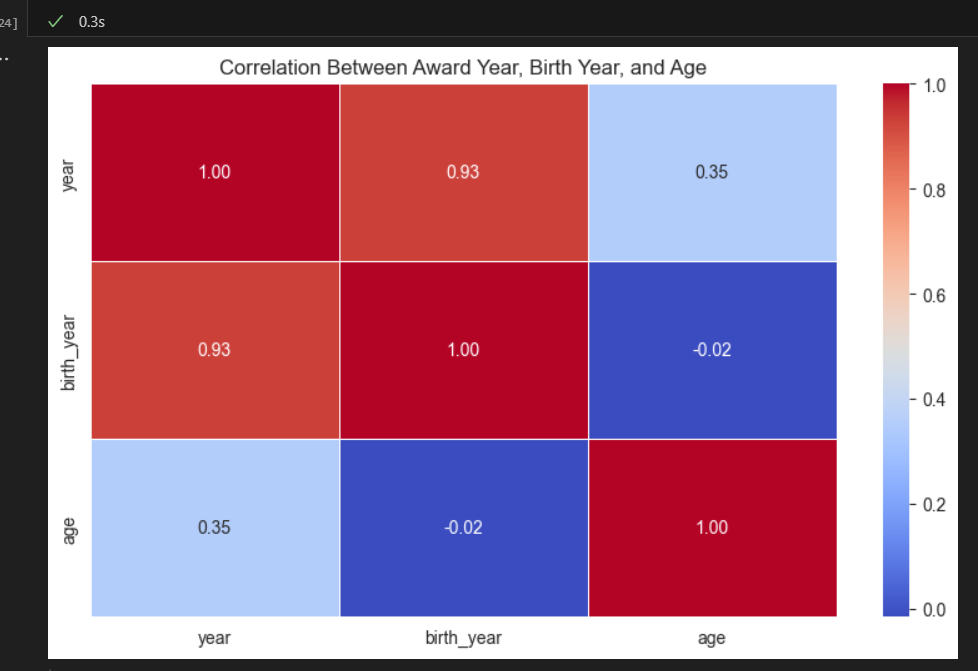 24] ✓ 0.3s
Correlation Between Award Year, Birth Year, and Age
year 1.00 0.93 0.35
birth_year 0.93 1.00 -0.02
age 0.35 -0.02 1.00
year birth_year age
1.0
0.8
0.6
0.4
0.2
0.0